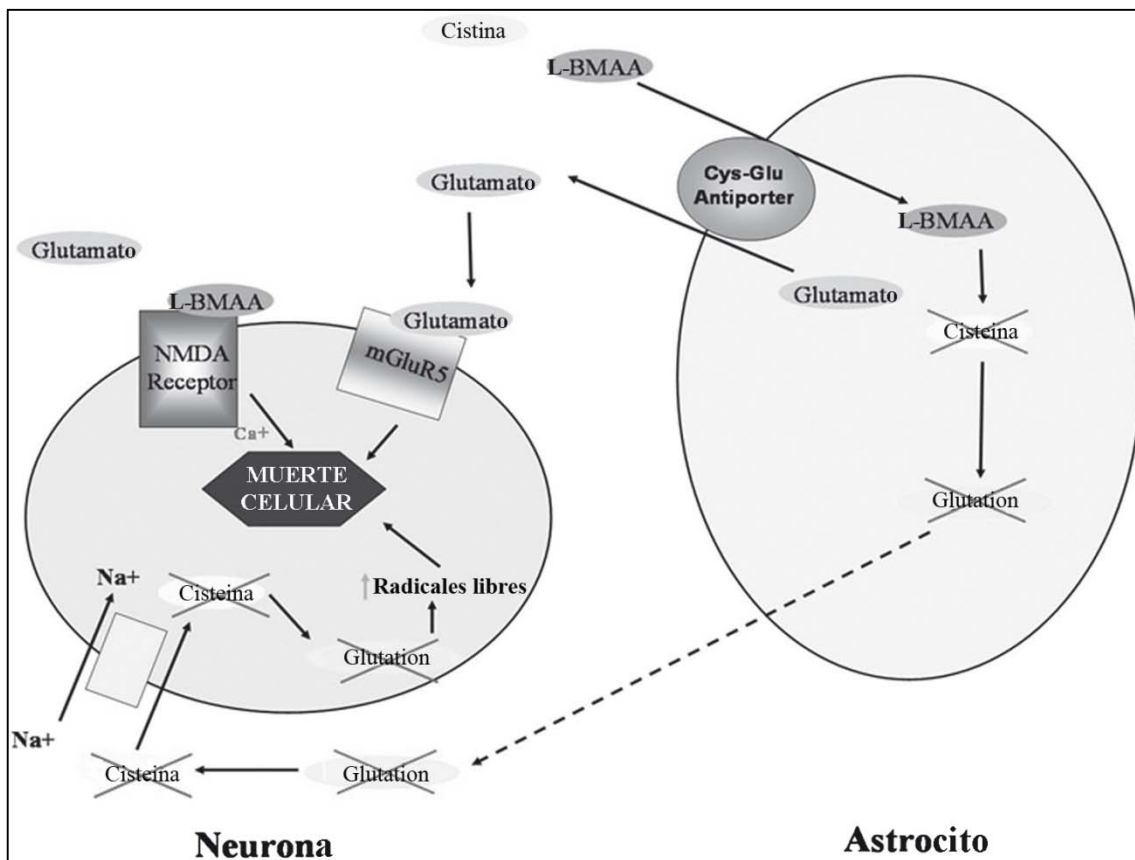 Cistina
L-BMAA
Cys-Glu
Antiporter
Glutamato
L-BMAA
Glutamato
Glutamato
L-BMAA
Glutamato
Cisteina
NMDA
Receptor
mGluR5
Ca+
MUERTE
CELULAR
Glutation
Na+
Cisteina
Radicales libres
Glutation
Na+
Cisteina
Glutation
Neurona
Astrocito